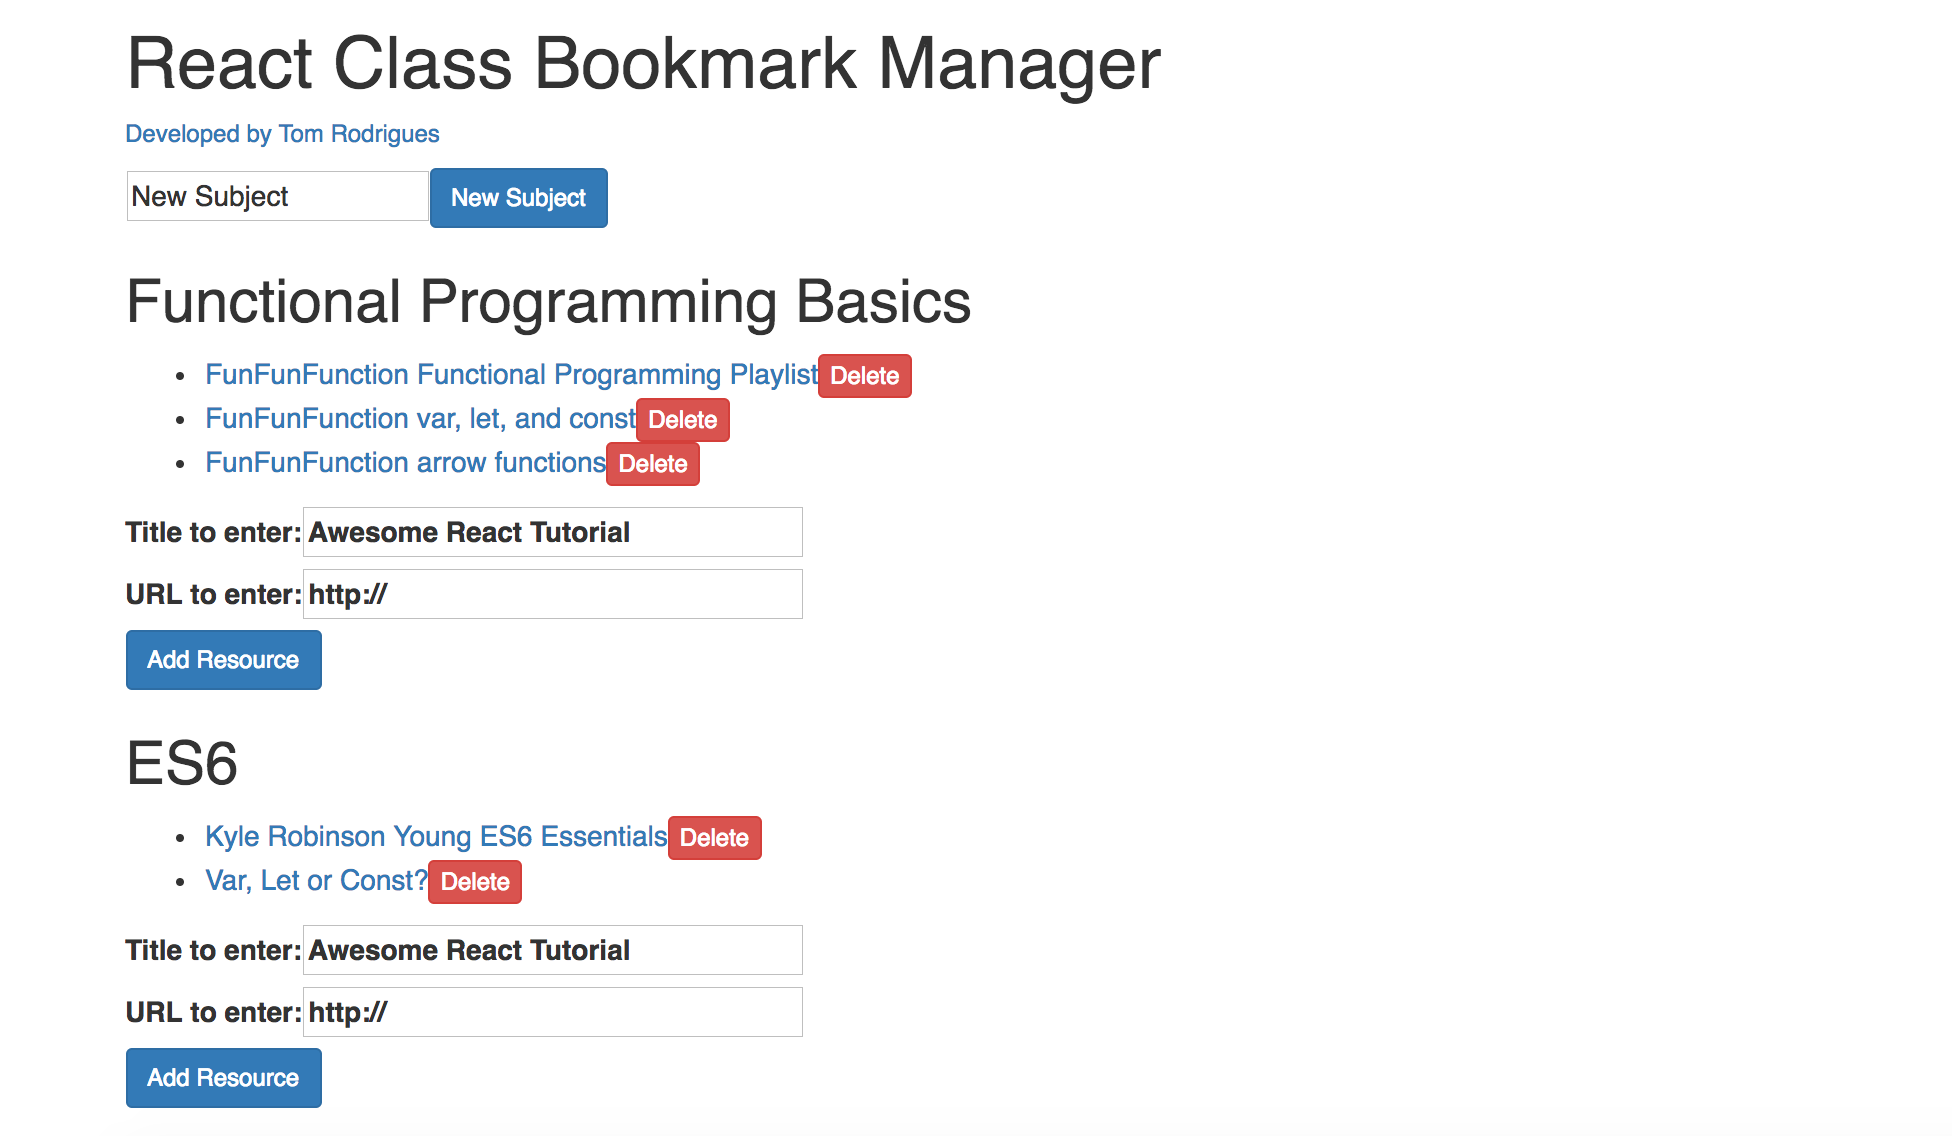 React Class Bookmark Manager
Developed by Tom Rodrigues
New Subject New Subject
Functional Programming Basics
• FunFunFunction Functional Programming Playlist Delete
• FunFunFunction var, let, and const Delete
• FunFunFunction arrow functions Delete
Title to enter: Awesome React Tutorial
URL to enter: http://
Add Resource
ES6
• Kyle Robinson Young ES6 Essentials Delete
• Var, Let or Const? Delete
Title to enter: Awesome React Tutorial
URL to enter: http://
Add Resource